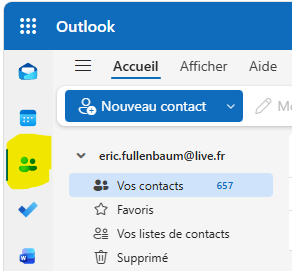 Outlook
Accueil Afficher Aide
Nouveau contact
eric.fullenbaum@live.fr
Vos contacts 657
Favoris
Vos listes de contacts
Supprimé